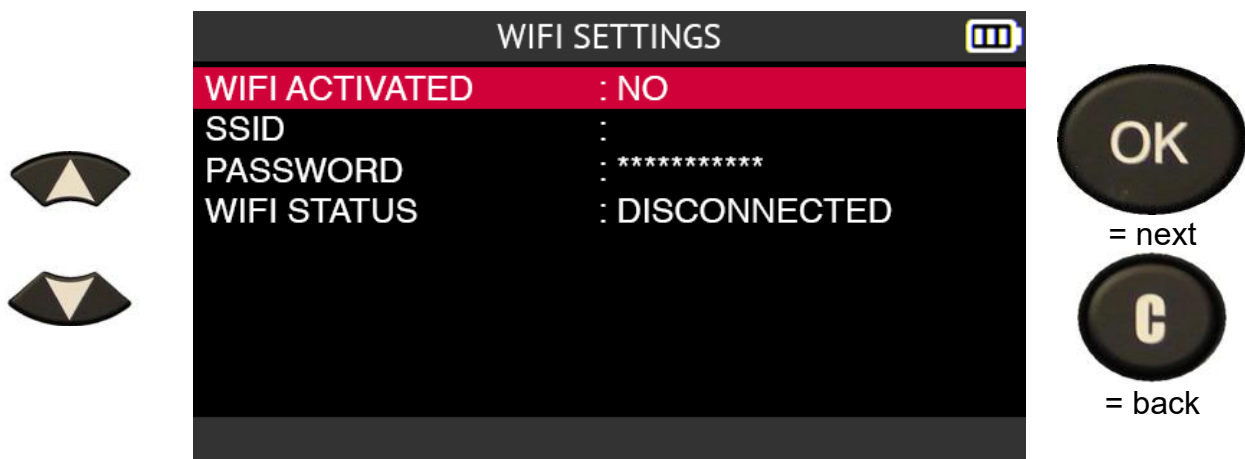 WIFI SETTINGS
WIFI ACTIVATED : NO
SSID :
PASSWORD : ***********
WIFI STATUS : DISCONNECTED
OK
= next
C
= back